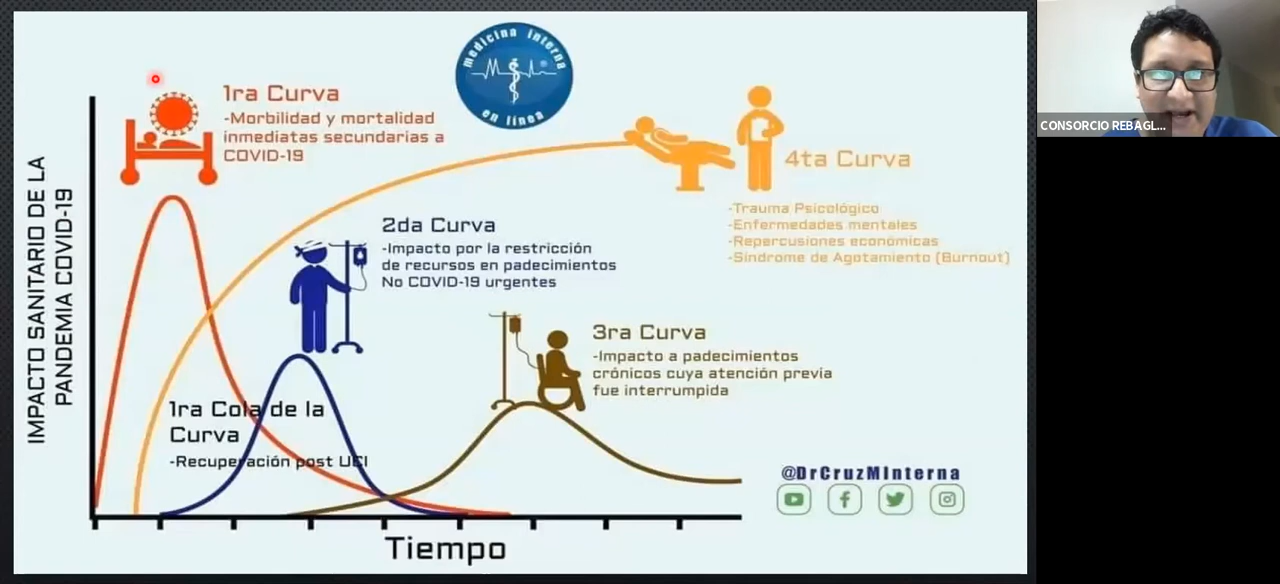 medicina interna
en línea
1ra Curva
-Morbilidad y mortalidad
inmediatas secundarias a
COVID-19
4ta Curva
-Trauma Psicológico
-Enfermedades mentales
-Repercusiones económicas
-Síndrome de Agotamiento (Burnout)
2da Curva
-Impacto por la restricción
de recursos en padecimientos
No COVID-19 urgentes
3ra Curva
-Impacto a padecimientos
crónicos cuya atención previa
fue interrumpida
1ra Cola de la
Curva
-Recuperación post UCI
IMPACTO SANITARIO DE LA
PANDEMIA COVID-19
Tiempo
@DrCruzMInterna
CONSORCIO REBAGL...